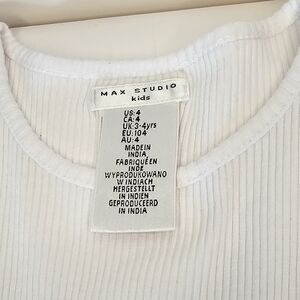 MAX STUDIO
kids
US:4
CA:4
UK:3-4yrs
EU:104
AU:4
MADE IN
INDIA
FABRIQUÉ EN
INDE
WYPRODUKOWANO
W INDIACH
HERGESTELLT
IN INDIEN
GEPRODUCEERD
IN INDIA